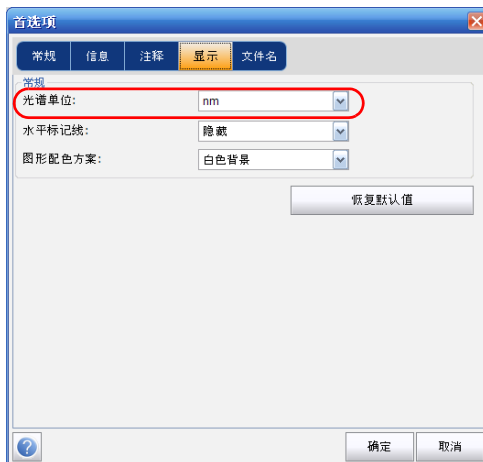 首选项
常规 信息 注释 显示 文件名
常规
光谱单位: nm
水平标记线: 隐藏
图形配色方案: 白色背景
恢复默认值
? 确定 取消